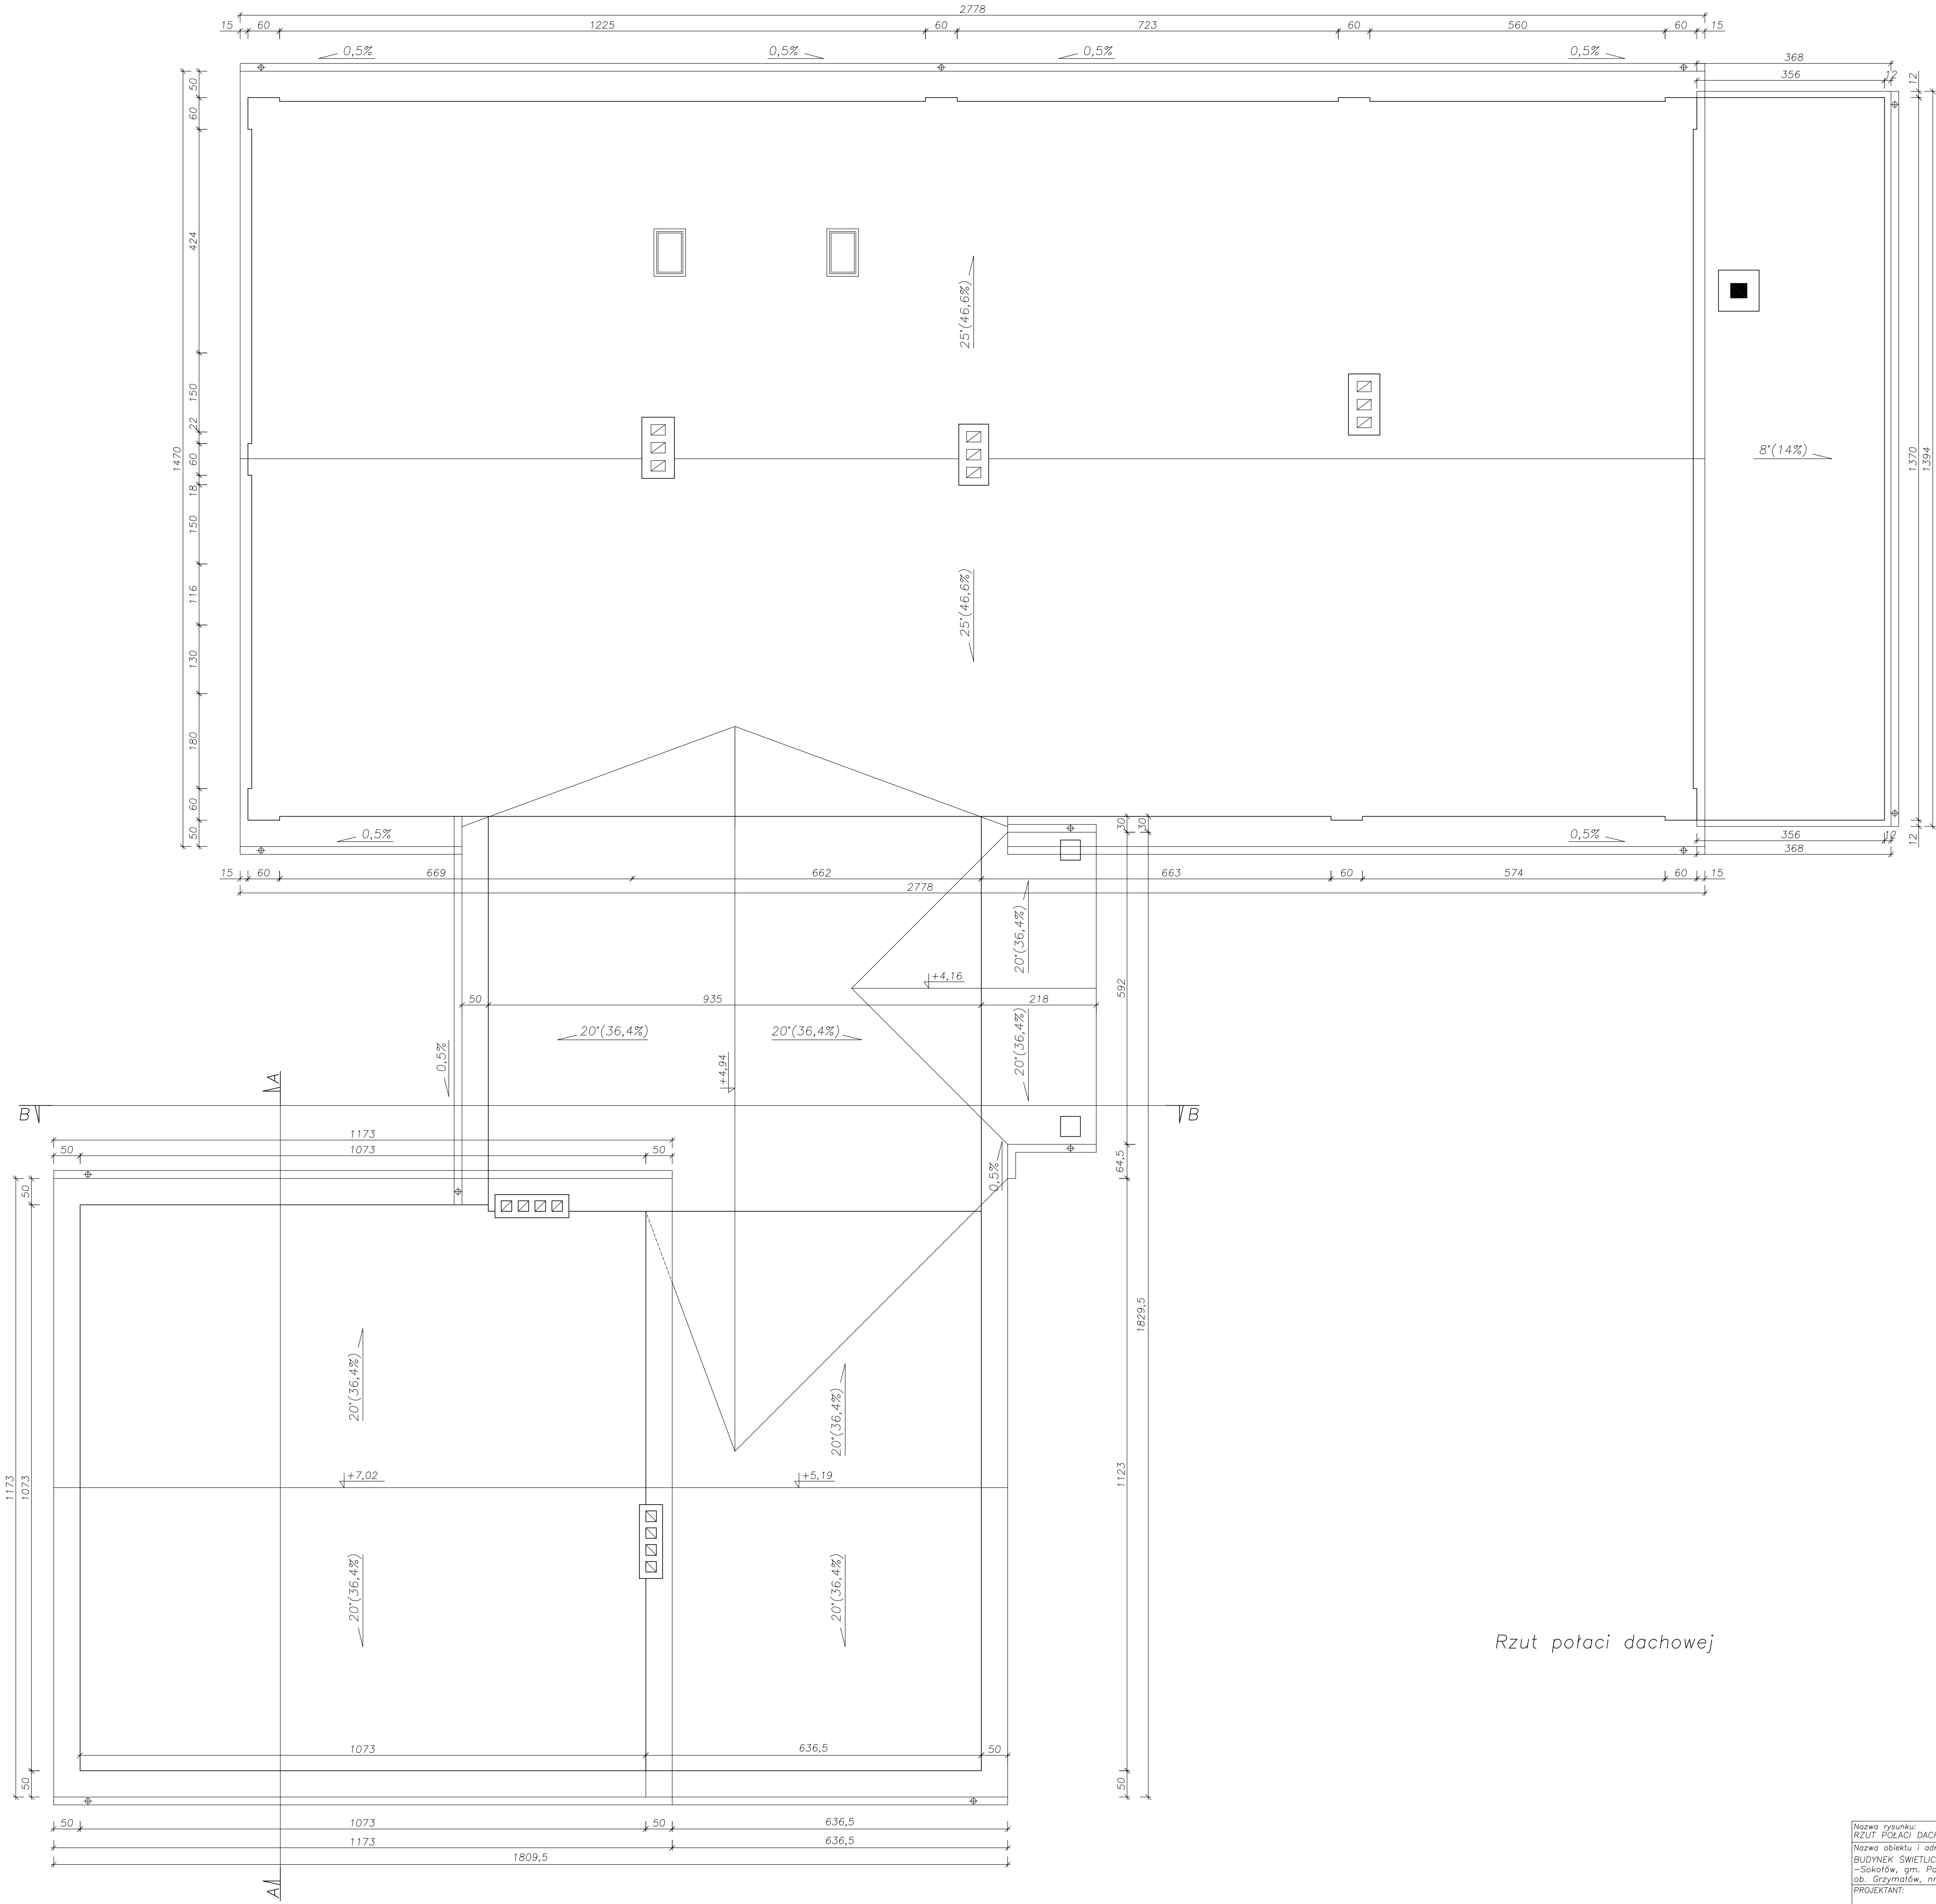 2778
15 60 1225 60 723 60 560 60 15
0,5% 0,5% 0,5% 0,5%
368
356 12
50
60
424
150
22
60
18
150
116
130
180
60
50
1470
12
1370
1394
12
25°(46,6%)
25°(46,6%)
8°(14%)
0,5% 0,5%
356 12
368
15 60 669 662 663 60 574 60 15
2778
30 30
20°(36,4%)
+4,16
592
50 935 218
20°(36,4%) 20°(36,4%)
20°(36,4%)
0,5%
+4,94
A
B B
1173
50 1073 50
0,5%
64,5
50
1073
1173
50
20°(36,4%)
20°(36,4%)
+7,02 +5,19
20°(36,4%)
20°(36,4%)
1829,5
1123
50
Rzut połaci dachowej
1073 636,5 50
50 1073 50 636,5
1173 636,5
1809,5
A
Nazwa rysunku:
RZUT POŁACI
Nazwa obiektu i
BUDYNEK
-Sokołów, gm.
ob. Grzymałów,
PROJEKTANT: